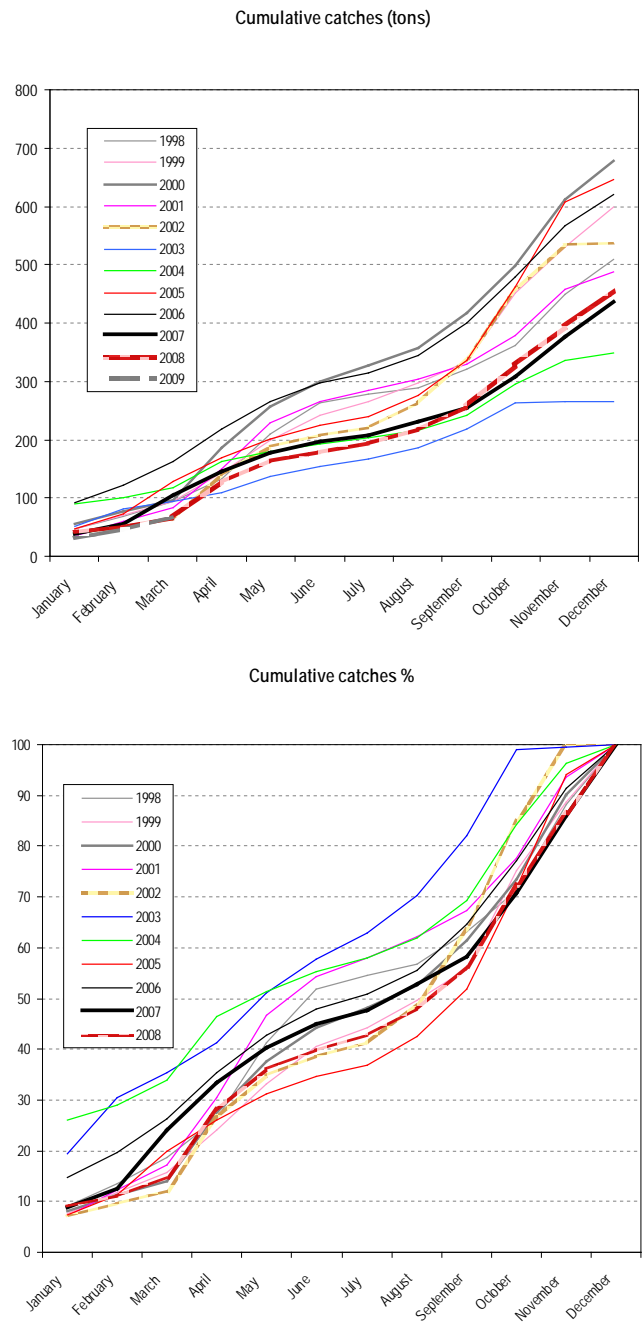 Cumulative catches (tons)
800
700
600
500
400
300
200
100
0
1998
1999
2000
2001
2002
2003
2004
2005
2006
2007
2008
2009
January
February
March
April
May
June
July
August
September
October
November
December
Cumulative catches %
100
90
80
70
60
50
40
30
20
10
0
1998
1999
2000
2001
2002
2003
2004
2005
2006
2007
2008
January
February
March
April
May
June
July
August
September
October
November
December